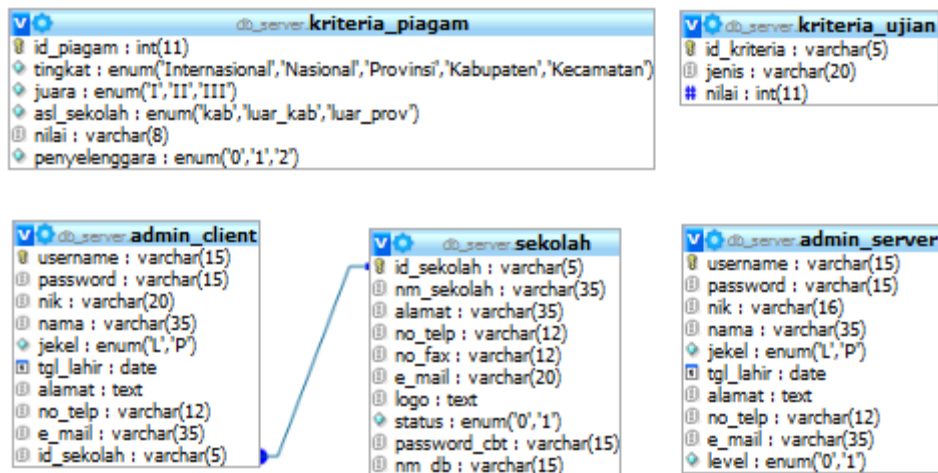 db_server.kriteria_piagam
id_piagam : int(11)
tingkat : enum('Internasional','Nasional','Provinsi','Kabupaten','Kecamatan')
juara : enum('I','II','III')
asl_sekolah : enum('kab','luar_kab','luar_prov')
nilai : varchar(8)
penyelenggara : enum('0','1','2')
db_server.kriteria_ujian
id_kriteria : varchar(5)
jenis : varchar(20)
# nilai : int(11)
db_server.admin_client
username : varchar(15)
password : varchar(15)
nik : varchar(20)
nama : varchar(35)
jekel : enum('L','P')
tgl_lahir : date
alamat : text
no_telp : varchar(12)
e_mail : varchar(35)
id_sekolah : varchar(5)
db_server.sekolah
id_sekolah : varchar(5)
nm_sekolah : varchar(35)
alamat : varchar(35)
no_telp : varchar(12)
no_fax : varchar(12)
e_mail : varchar(20)
logo : text
status : enum('0','1')
password_cbt : varchar(15)
nm_db : varchar(15)
db_server.admin_server
username : varchar(15)
password : varchar(15)
nik : varchar(16)
nama : varchar(35)
jekel : enum('L','P')
tgl_lahir : date
alamat : text
no_telp : varchar(12)
e_mail : varchar(35)
level : enum('0','1')